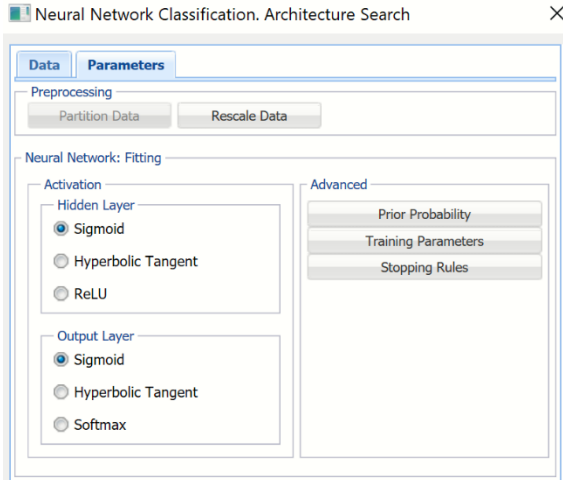 Neural Network Classification. Architecture Search
Data Parameters
Preprocessing
Partition Data Rescale Data
Neural Network: Fitting
Activation
Hidden Layer
Sigmoid
Hyperbolic Tangent
ReLU
Output Layer
Sigmoid
Hyperbolic Tangent
Softmax
Advanced
Prior Probability
Training Parameters
Stopping Rules